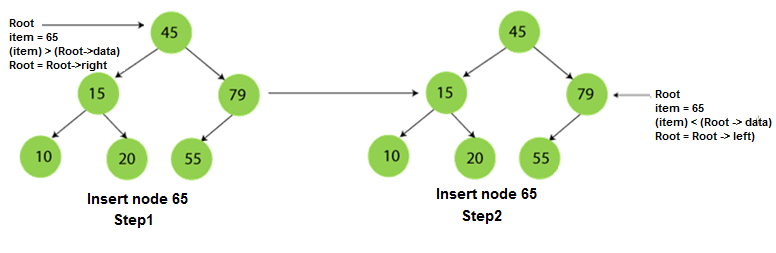 Root
item = 65
(item) > (Root->data)
Root = Root->right
45
15
79
10
20
55
Insert node 65
Step1
45
15
79
10
20
55
Root
item = 65
(item) < (Root -> data)
Root = Root -> left)
Insert node 65
Step2